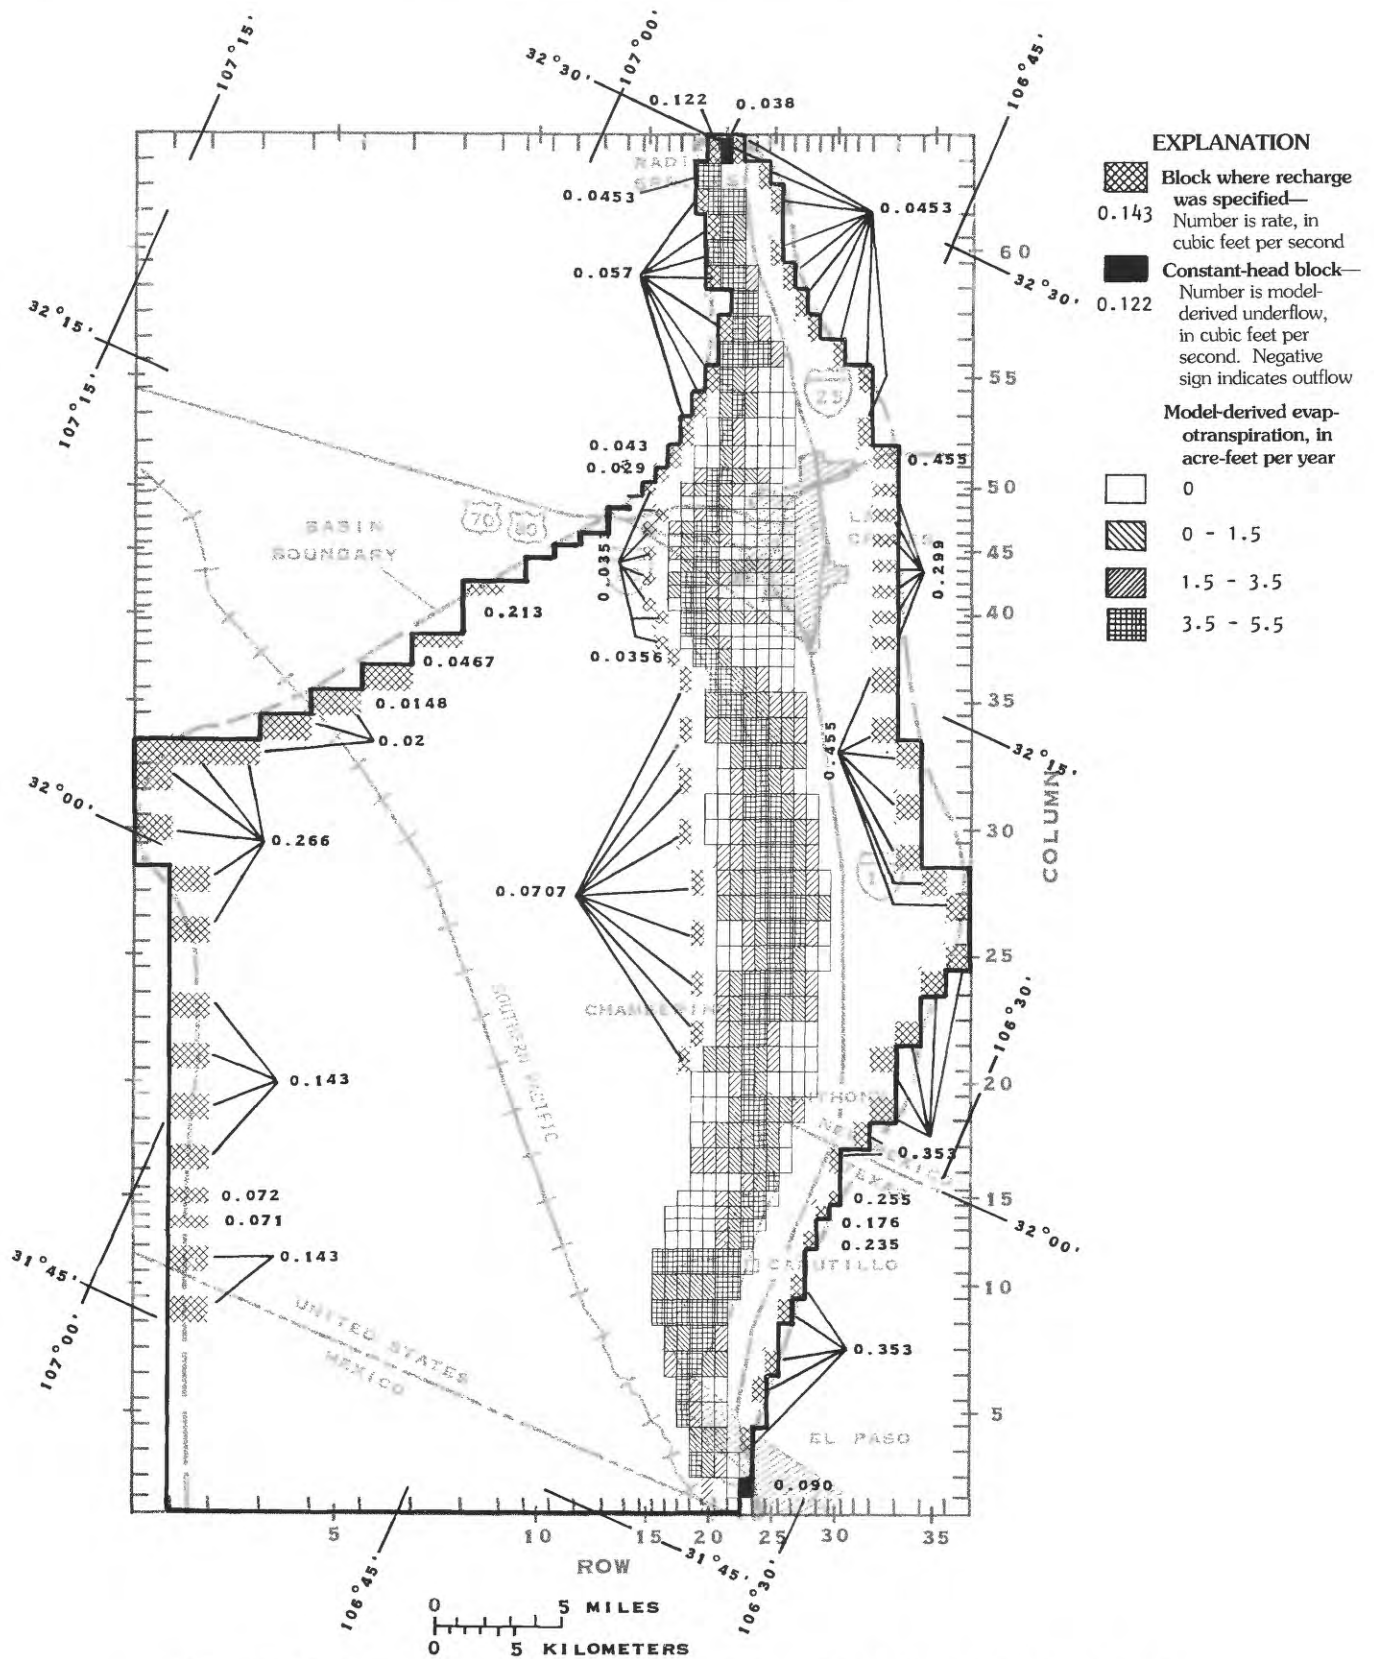 107°15'
32°30'
107°00'
106°45'
0.122
0.038
0.0453
0.0453
60
0.057
32°30'
32°15'
107°15'
55
25
0.043
0.029
0.455
50
70
80
BASIN
BOUNDARY
0.035
45
0.299
0.213
40
0.0356
0.0467
35
0.0148
0.02
0.455
32°15'
32°00'
0.266
30
COLUMN
0.0707
25
SOUTHERN PACIFIC
106°30'
0.143
20
NEW MEXICO
TEXAS
0.353
0.072
0.255
15
0.071
0.176
32°00'
0.235
0.143
CANUTILLO
31°45'
10
107°00'
UNITED STATES
MEXICO
0.353
5
EL PASO
0.090
5
10
15
20
25
30
35
ROW
31°45'
106°45'
106°30'
0 5 MILES
0 5 KILOMETERS
EXPLANATION
Block where recharge
was specified—
0.143 Number is rate, in
cubic feet per second
Constant-head block—
0.122 Number is model-
derived underflow,
in cubic feet per
second. Negative
sign indicates outflow
Model-derived evap-
otranspiration, in
acre-feet per year
0
0 - 1.5
1.5 - 3.5
3.5 - 5.5